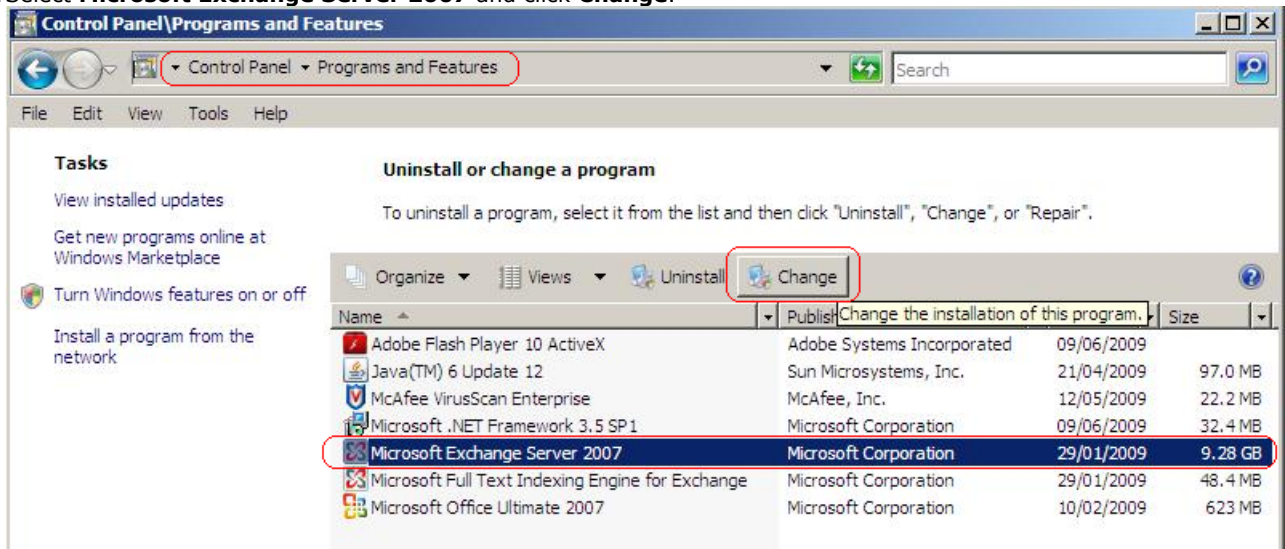 Select Microsoft Exchange Server 2007 and click Change.
Control Panel\Programs and Features
Control Panel Programs and Features Search
File Edit View Tools Help
Tasks
View installed updates
Get new programs online at
Windows Marketplace
Turn Windows features on or off
Install a program from the
network
Uninstall or change a program
To uninstall a program, select it from the list and then click "Uninstall", "Change", or "Repair".
Organize Views Uninstall Change
Change the installation of this program.
Name Size
Adobe Flash Player 10 ActiveX Adobe Systems Incorporated 09/06/2009
Java(TM) 6 Update 12 Sun Microsystems, Inc. 21/04/2009 97.0 MB
McAfee VirusScan Enterprise McAfee, Inc. 12/05/2009 22.2 MB
Microsoft .NET Framework 3.5 SP1 Microsoft Corporation 09/06/2009 32.4 MB
Microsoft Exchange Server 2007 Microsoft Corporation 29/01/2009 9.28 GB
Microsoft Full Text Indexing Engine for Exchange Microsoft Corporation 29/01/2009 48.4 MB
Microsoft Office Ultimate 2007 Microsoft Corporation 10/02/2009 623 MB